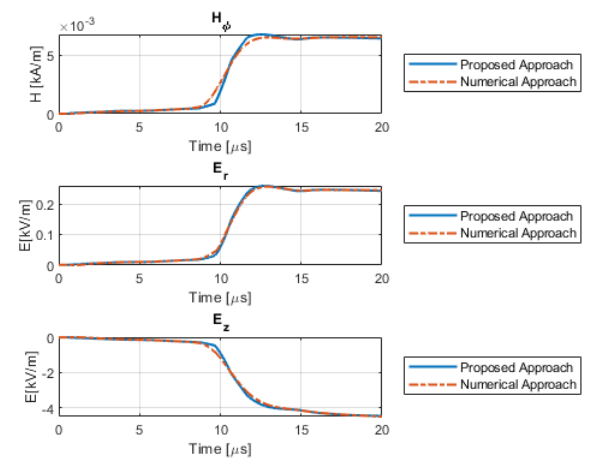 H_ψ
×10^-3
H [kA/m]
5
0
0 5 10 15 20
Time [μs]
Proposed Approach
Numerical Approach
E_r
E[kV/m]
0.2
0.1
0
0 5 10 15 20
Time [μs]
Proposed Approach
Numerical Approach
E_z
E[kV/m]
0
-2
-4
0 5 10 15 20
Time [μs]
Proposed Approach
Numerical Approach